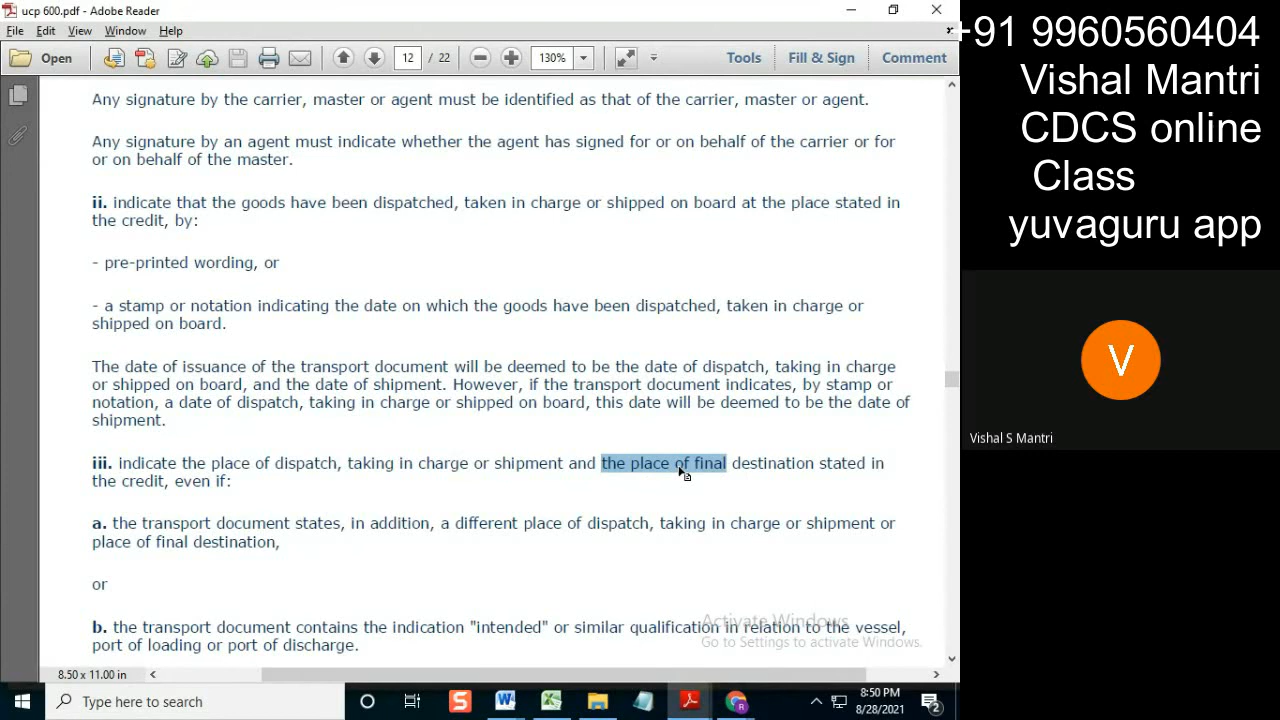 ucp 600.pdf - Adobe Reader
File Edit View Window Help
Open 12 / 22 130% Tools Fill & Sign Comment
+91 9960560404
Vishal Mantri
CDCS online
Class
yuvaguru app
Any signature by the carrier, master or agent must be identified as that of the carrier, master or agent.
Any signature by an agent must indicate whether the agent has signed for or on behalf of the carrier or for
or on behalf of the master.
ii. indicate that the goods have been dispatched, taken in charge or shipped on board at the place stated in
the credit, by:
- pre-printed wording, or
- a stamp or notation indicating the date on which the goods have been dispatched, taken in charge or
shipped on board.
The date of issuance of the transport document will be deemed to be the date of dispatch, taking in charge
or shipped on board, and the date of shipment. However, if the transport document indicates, by stamp or
notation, a date of dispatch, taking in charge or shipped on board, this date will be deemed to be the date of
shipment.
iii. indicate the place of dispatch, taking in charge or shipment and the place of final destination stated in
the credit, even if:
a. the transport document states, in addition, a different place of dispatch, taking in charge or shipment or
place of final destination,
or
b. the transport document contains the indication "intended" or similar qualification in relation to the vessel,
port of loading or port of discharge.
Activate Windows
Go to Settings to activate Windows.
8.50 x 11.00 in
V
Vishal S Mantri
Type here to search
8:50 PM
8/28/2021
2